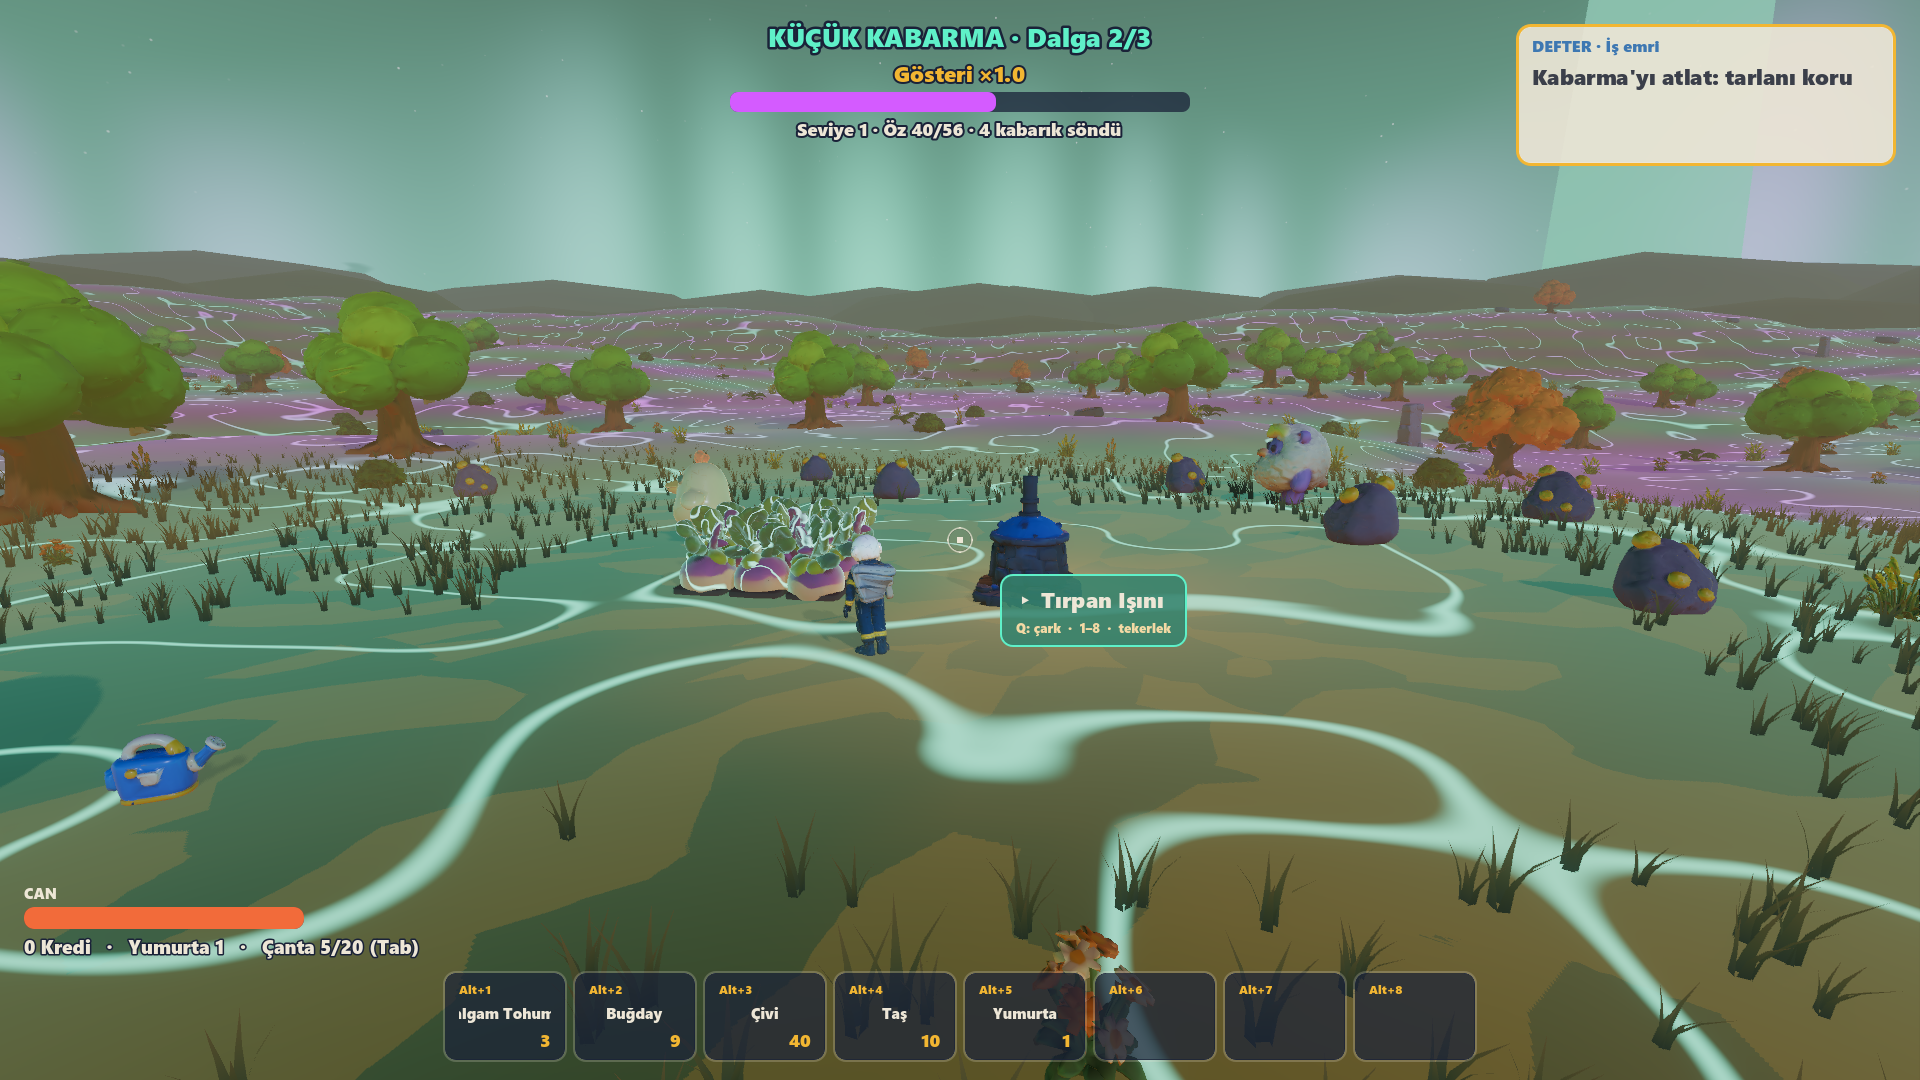 KÜÇÜK KABARMA · Dalga 2/3
Gösteri ×1.0
Seviye 1 · Öz 40/56 · 4 kabarık söndü
DEFTER · İş emri
Kabarma'yı atlat: tarlanı koru
Tırpan Işını
Q: çark · 1–8 · tekerlek
CAN
0 Kredi · Yumurta 1 · Çanta 5/20 (Tab)
Alt+1
algam Tohum
3
Alt+2
Buğday
9
Alt+3
Çivi
40
Alt+4
Taş
10
Alt+5
Yumurta
1
Alt+6
Alt+7
Alt+8